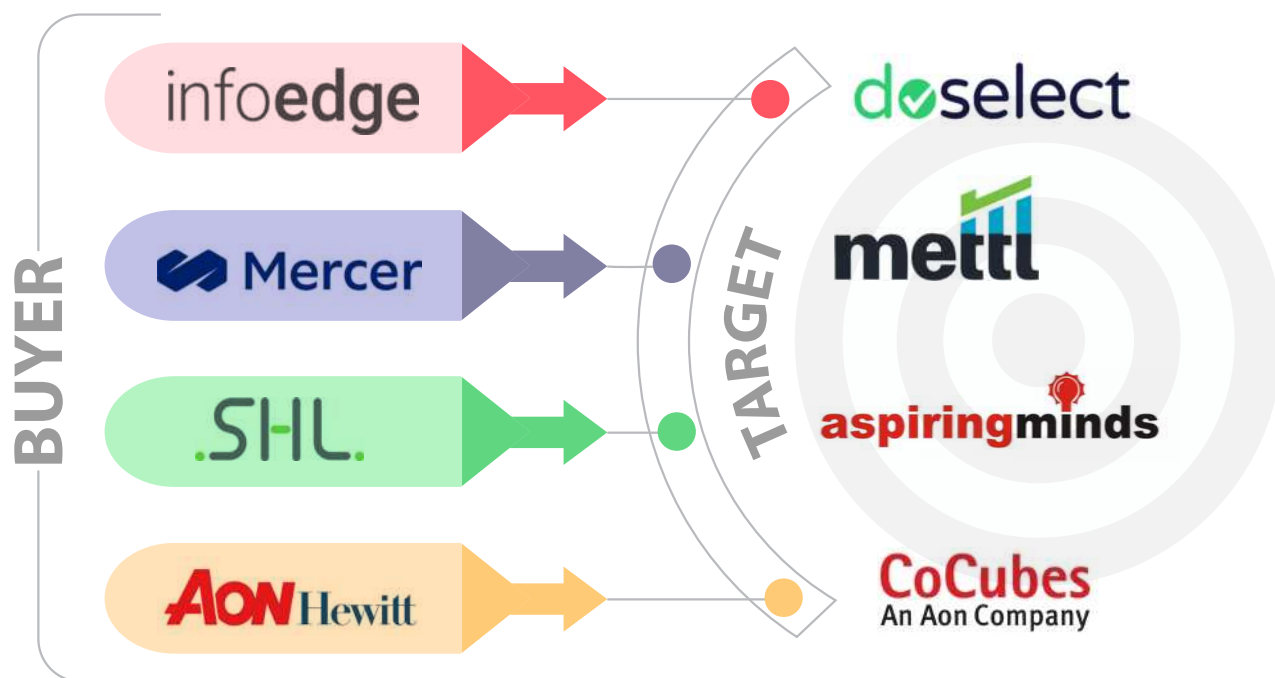 BUYER
infoedge
doselect
Mercer
mettl
TARGET
.SHL.
aspiringminds
AON Hewitt
CoCubes
An Aon Company